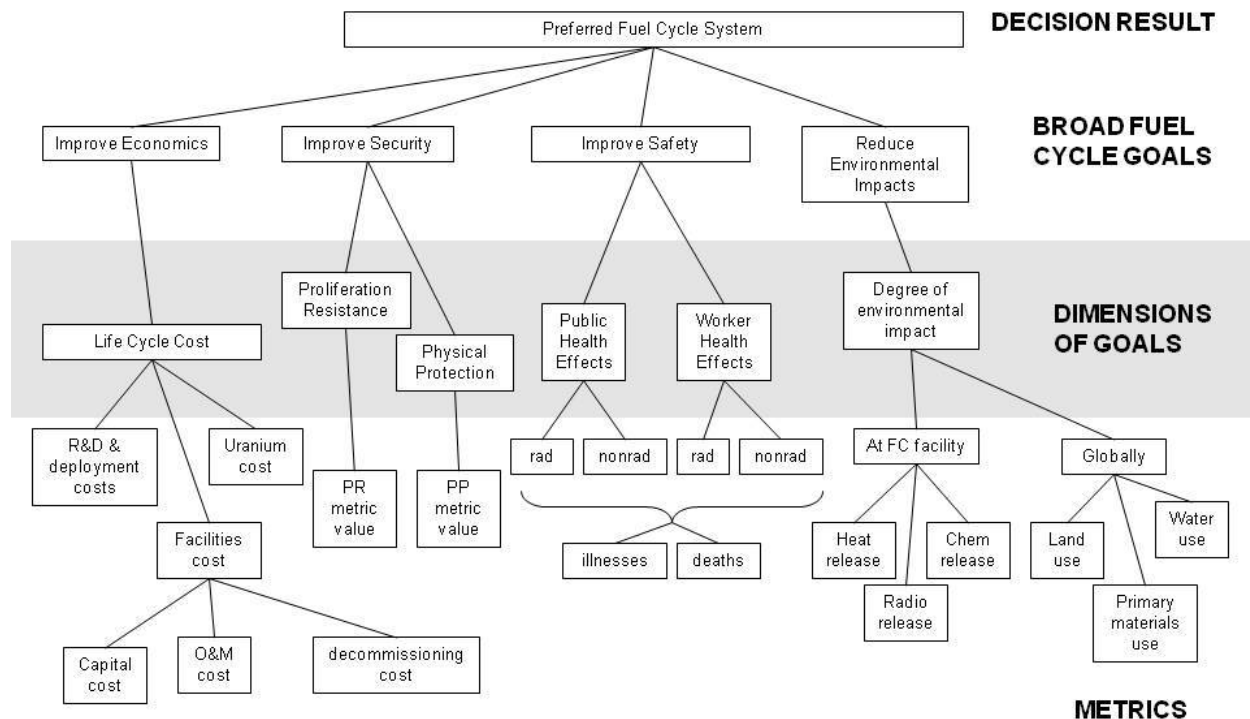 Preferred Fuel Cycle System
DECISION RESULT
Improve Economics
Improve Security
Improve Safety
Reduce
Environmental
Impacts
BROAD FUEL
CYCLE GOALS
Life Cycle Cost
Proliferation
Resistance
Physical
Protection
Public
Health
Effects
Worker
Health
Effects
Degree of
environmental
impact
DIMENSIONS
OF GOALS
R&D &
deployment
costs
Uranium
cost
PR
metric
value
PP
metric
value
rad
nonrad
rad
nonrad
At FC facility
Globally
Facilities
cost
illnesses
deaths
Heat
release
Radio
release
Chem
release
Land
use
Primary
materials
use
Water
use
Capital
cost
O&M
cost
decommissioning
cost
METRICS